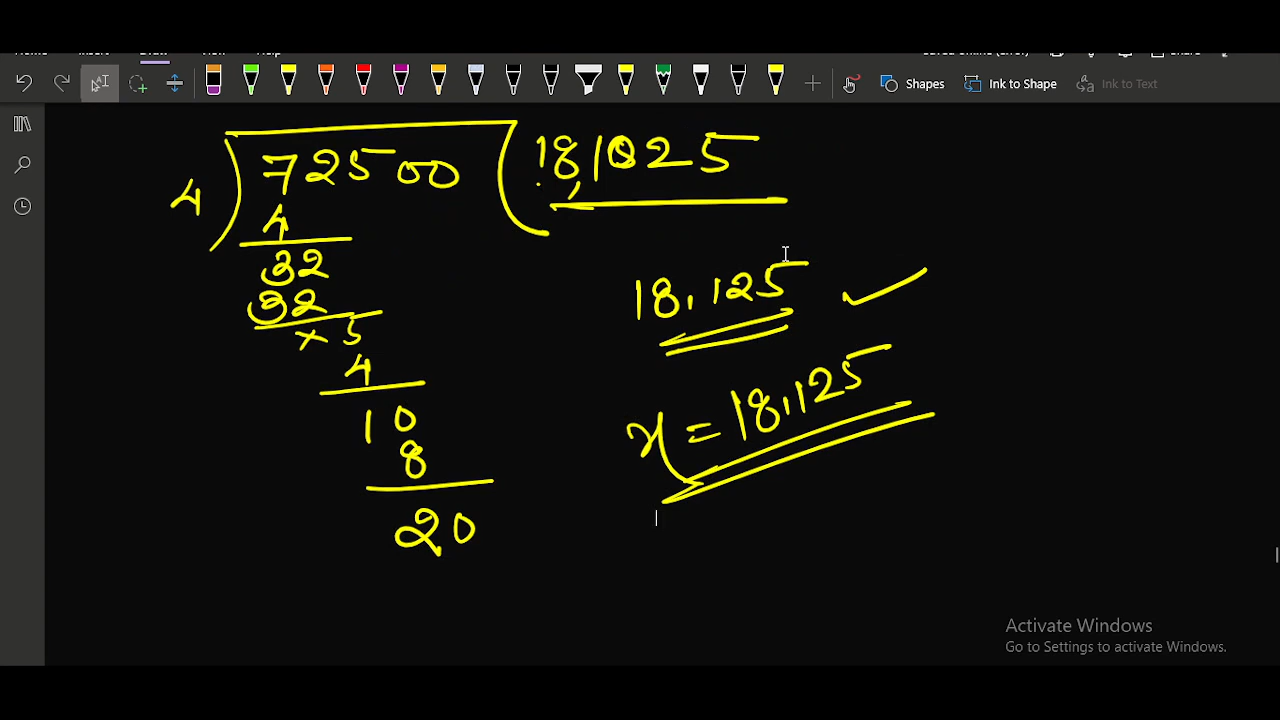 Shapes Ink to Shape Ink to Text
4 ) 72500 ( 18,1025
4
32
32
× 5
4
10
8
20
18.125 ✓
x = 18.125
Activate Windows
Go to Settings to activate Windows.